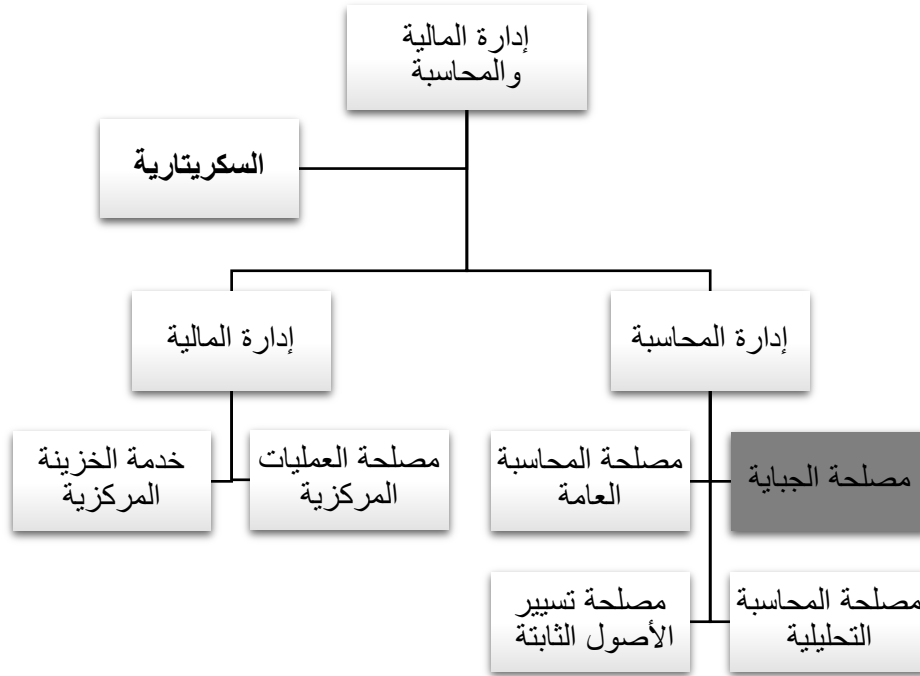 إدارة المالية
والمحاسبة
السكريتارية
إدارة المحاسبة
إدارة المالية
مصلحة الجباية
مصلحة المحاسبة
العامة
مصلحة العمليات
المركزية
خدمة الخزينة
المركزية
مصلحة المحاسبة
التحليلية
مصلحة تسيير
الأصول الثابتة